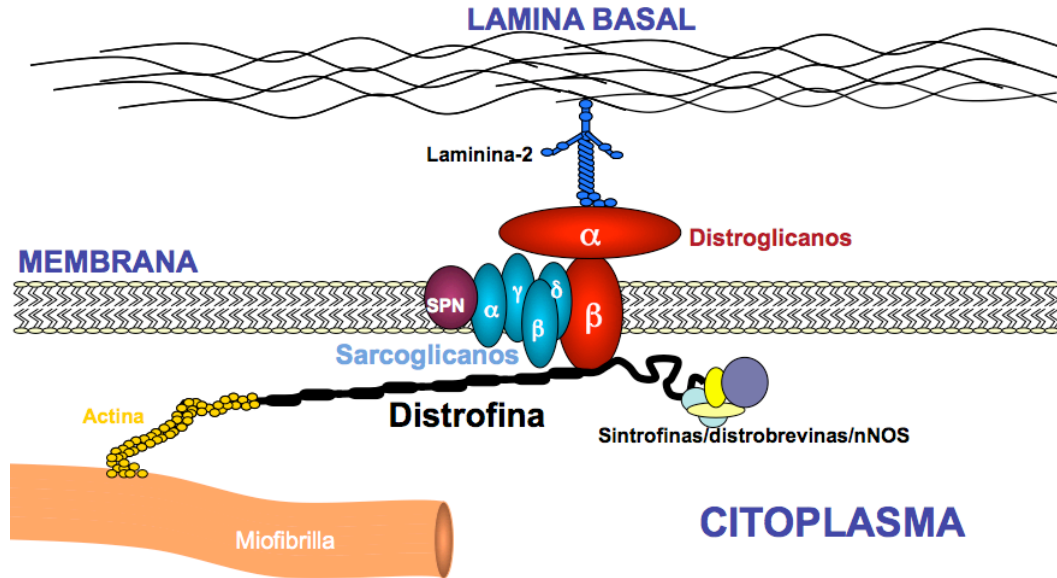 LAMINA BASAL
Laminina-2
α
Distroglicanos
MEMBRANA
SPN
α
γ
β
δ
β
Sarcoglicanos
Distrofina
Actina
Sintrofinas/distrobrevinas/nNOS
CITOPLASMA
Miofibrilla